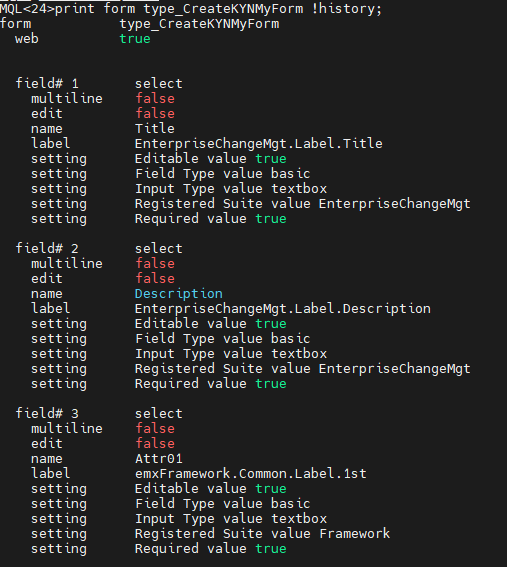 MQL<24>print form type_CreateKYNMyForm !history;
form type_CreateKYNMyForm
web true
field# 1 select
multiline false
edit false
name Title
label EnterpriseChangeMgt.Label.Title
setting Editable value true
setting Field Type value basic
setting Input Type value textbox
setting Registered Suite value EnterpriseChangeMgt
setting Required value true
field# 2 select
multiline false
edit false
name Description
label EnterpriseChangeMgt.Label.Description
setting Editable value true
setting Field Type value basic
setting Input Type value textbox
setting Registered Suite value EnterpriseChangeMgt
setting Required value true
field# 3 select
multiline false
edit false
name Attr01
label emxFramework.Common.Label.1st
setting Editable value true
setting Field Type value basic
setting Input Type value textbox
setting Registered Suite value Framework
setting Required value true